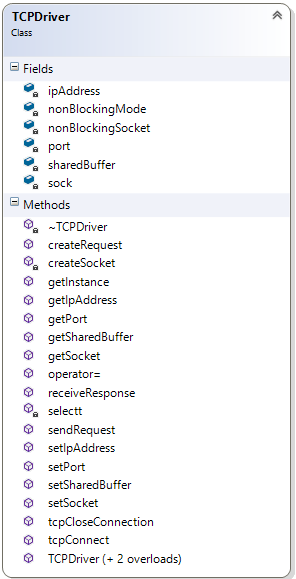 TCPDriver
Class
Fields
ipAddress
nonBlockingMode
nonBlockingSocket
port
sharedBuffer
sock
Methods
~TCPDriver
createRequest
createSocket
getInstance
getIpAddress
getPort
getSharedBuffer
getSocket
operator=
receiveResponse
selectt
sendRequest
setIpAddress
setPort
setSharedBuffer
setSocket
tcpCloseConnection
tcpConnect
TCPDriver (+ 2 overloads)